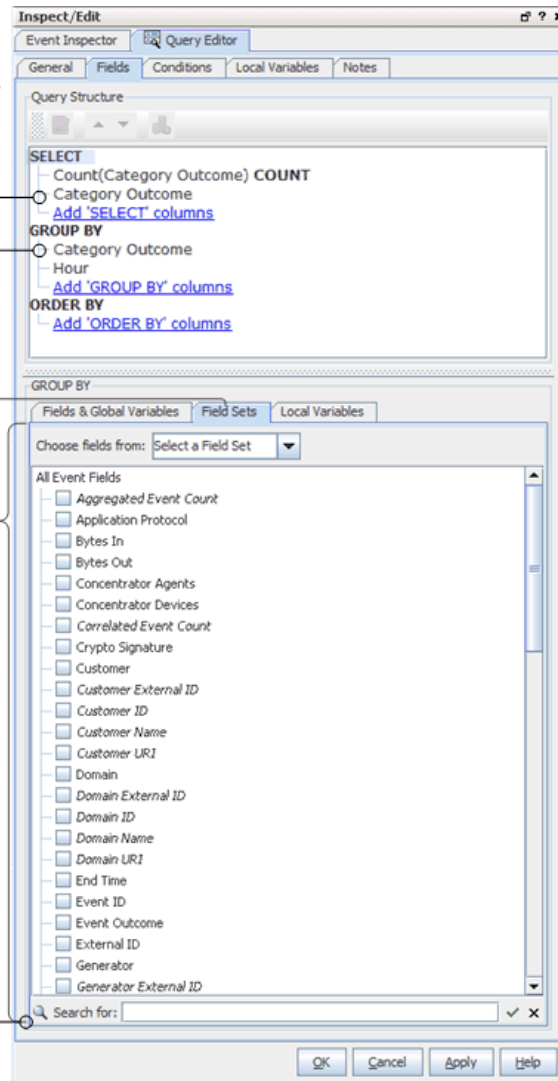 Inspect/Edit
Event Inspector Query Editor
General Fields Conditions Local Variables Notes
Query Structure
SELECT
Count(Category Outcome) COUNT
Category Outcome
Add 'SELECT' columns
GROUP BY
Category Outcome
Hour
Add 'GROUP BY' columns
ORDER BY
Add 'ORDER BY' columns
GROUP BY
Fields & Global Variables Field Sets Local Variables
Choose fields from: Select a Field Set
All Event Fields
Aggregated Event Count
Application Protocol
Bytes In
Bytes Out
Concentrator Agents
Concentrator Devices
Correlated Event Count
Crypto Signature
Customer
Customer External ID
Customer ID
Customer Name
Customer URI
Domain
Domain External ID
Domain ID
Domain Name
Domain URI
End Time
Event ID
Event Outcome
External ID
Generator
Generator External ID
Search for:
OK Cancel Apply Help